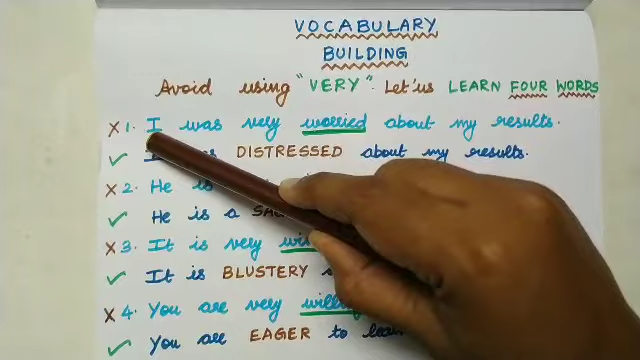 VOCABULARY
BUILDING
Avoid using "VERY". Let'us LEARN FOUR WORDS
X 1. I was very worried about my results.
✓ DISTRESSED about my results.
X 2. He is
✓ He is a
X 3. It is very
✓ It is BLUSTERY
X 4. You are very
✓ You are EAGER to